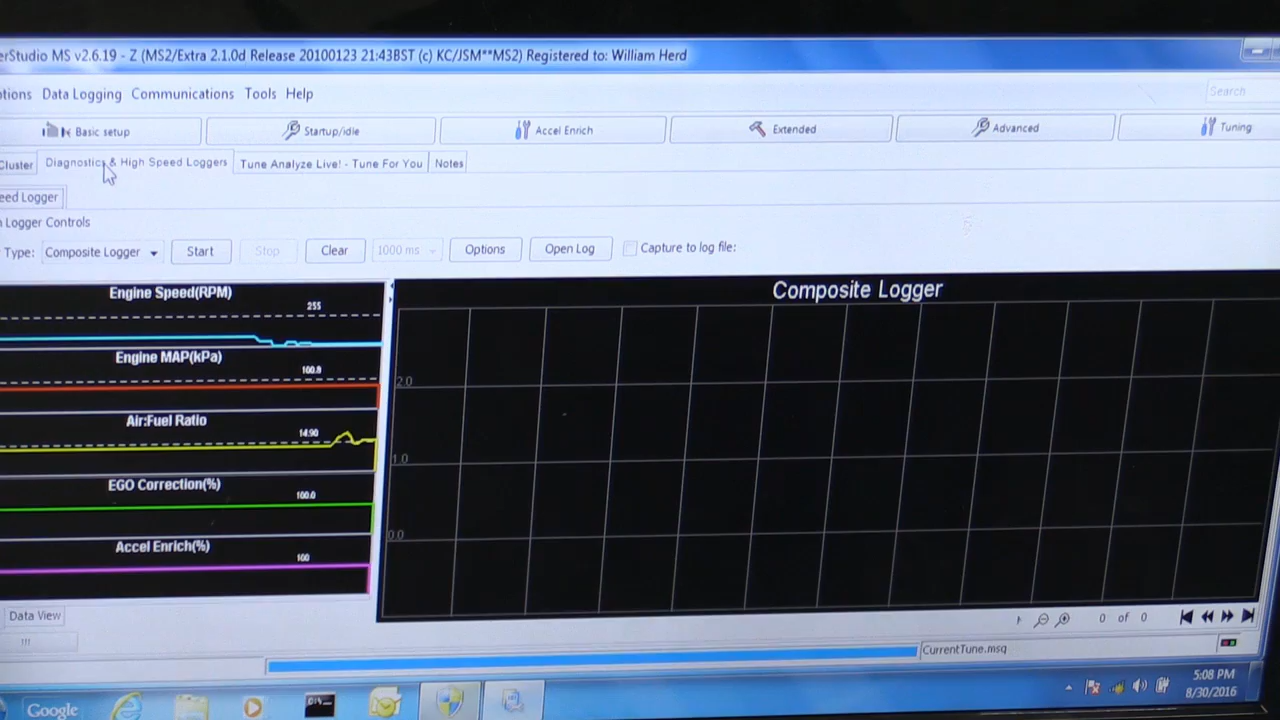 erStudio MS v2.6.19 - Z (MS2/Extra 2.1.0d Release 20100123 21:43BST (c) KC/JSM**MS2) Registered to: William Herd
tions Data Logging Communications Tools Help Search
Basic setup Startup/idle Accel Enrich Extended Advanced Tuning
Cluster Diagnostics & High Speed Loggers Tune Analyze Live! - Tune For You Notes
eed Logger
n Logger Controls
Type: Composite Logger Start Stop Clear 1000 ms Options Open Log Capture to log file:
Engine Speed(RPM)
255
Engine MAP(kPa)
100.8
Air:Fuel Ratio
14.90
EGO Correction(%)
100.0
Accel Enrich(%)
100
Composite Logger
2.0
1.0
0.0
Data View
0 of 0
CurrentTune.msq
Google
C:\
5:08 PM
8/30/2016